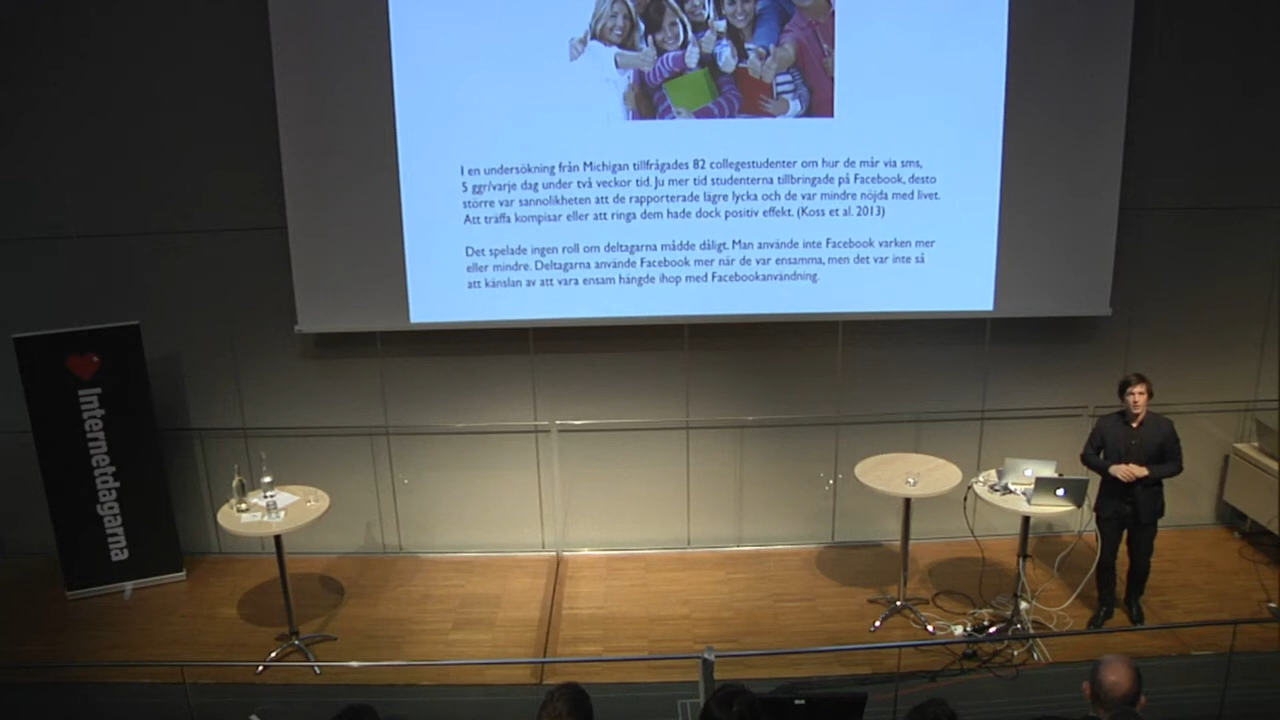 I en undersökning från Michigan tillfrågades 82 collegestudenter om hur de mår via sms,
5 ggr/varje dag under två veckor tid. Ju mer tid studenterna tillbringade på Facebook, desto
större var sannolikheten att de rapporterade lägre lycka och de var mindre nöjda med livet.
Att träffa kompisar eller att ringa dem hade dock positiv effekt. (Koss et al. 2013)
Det spelade ingen roll om deltagarna mådde dåligt. Man använde inte Facebook varken mer
eller mindre. Deltagarna använde Facebook mer när de var ensamma, men det var inte så
att känslan av att vara ensam hängde ihop med Facebookanvändning.
Internetdagarna